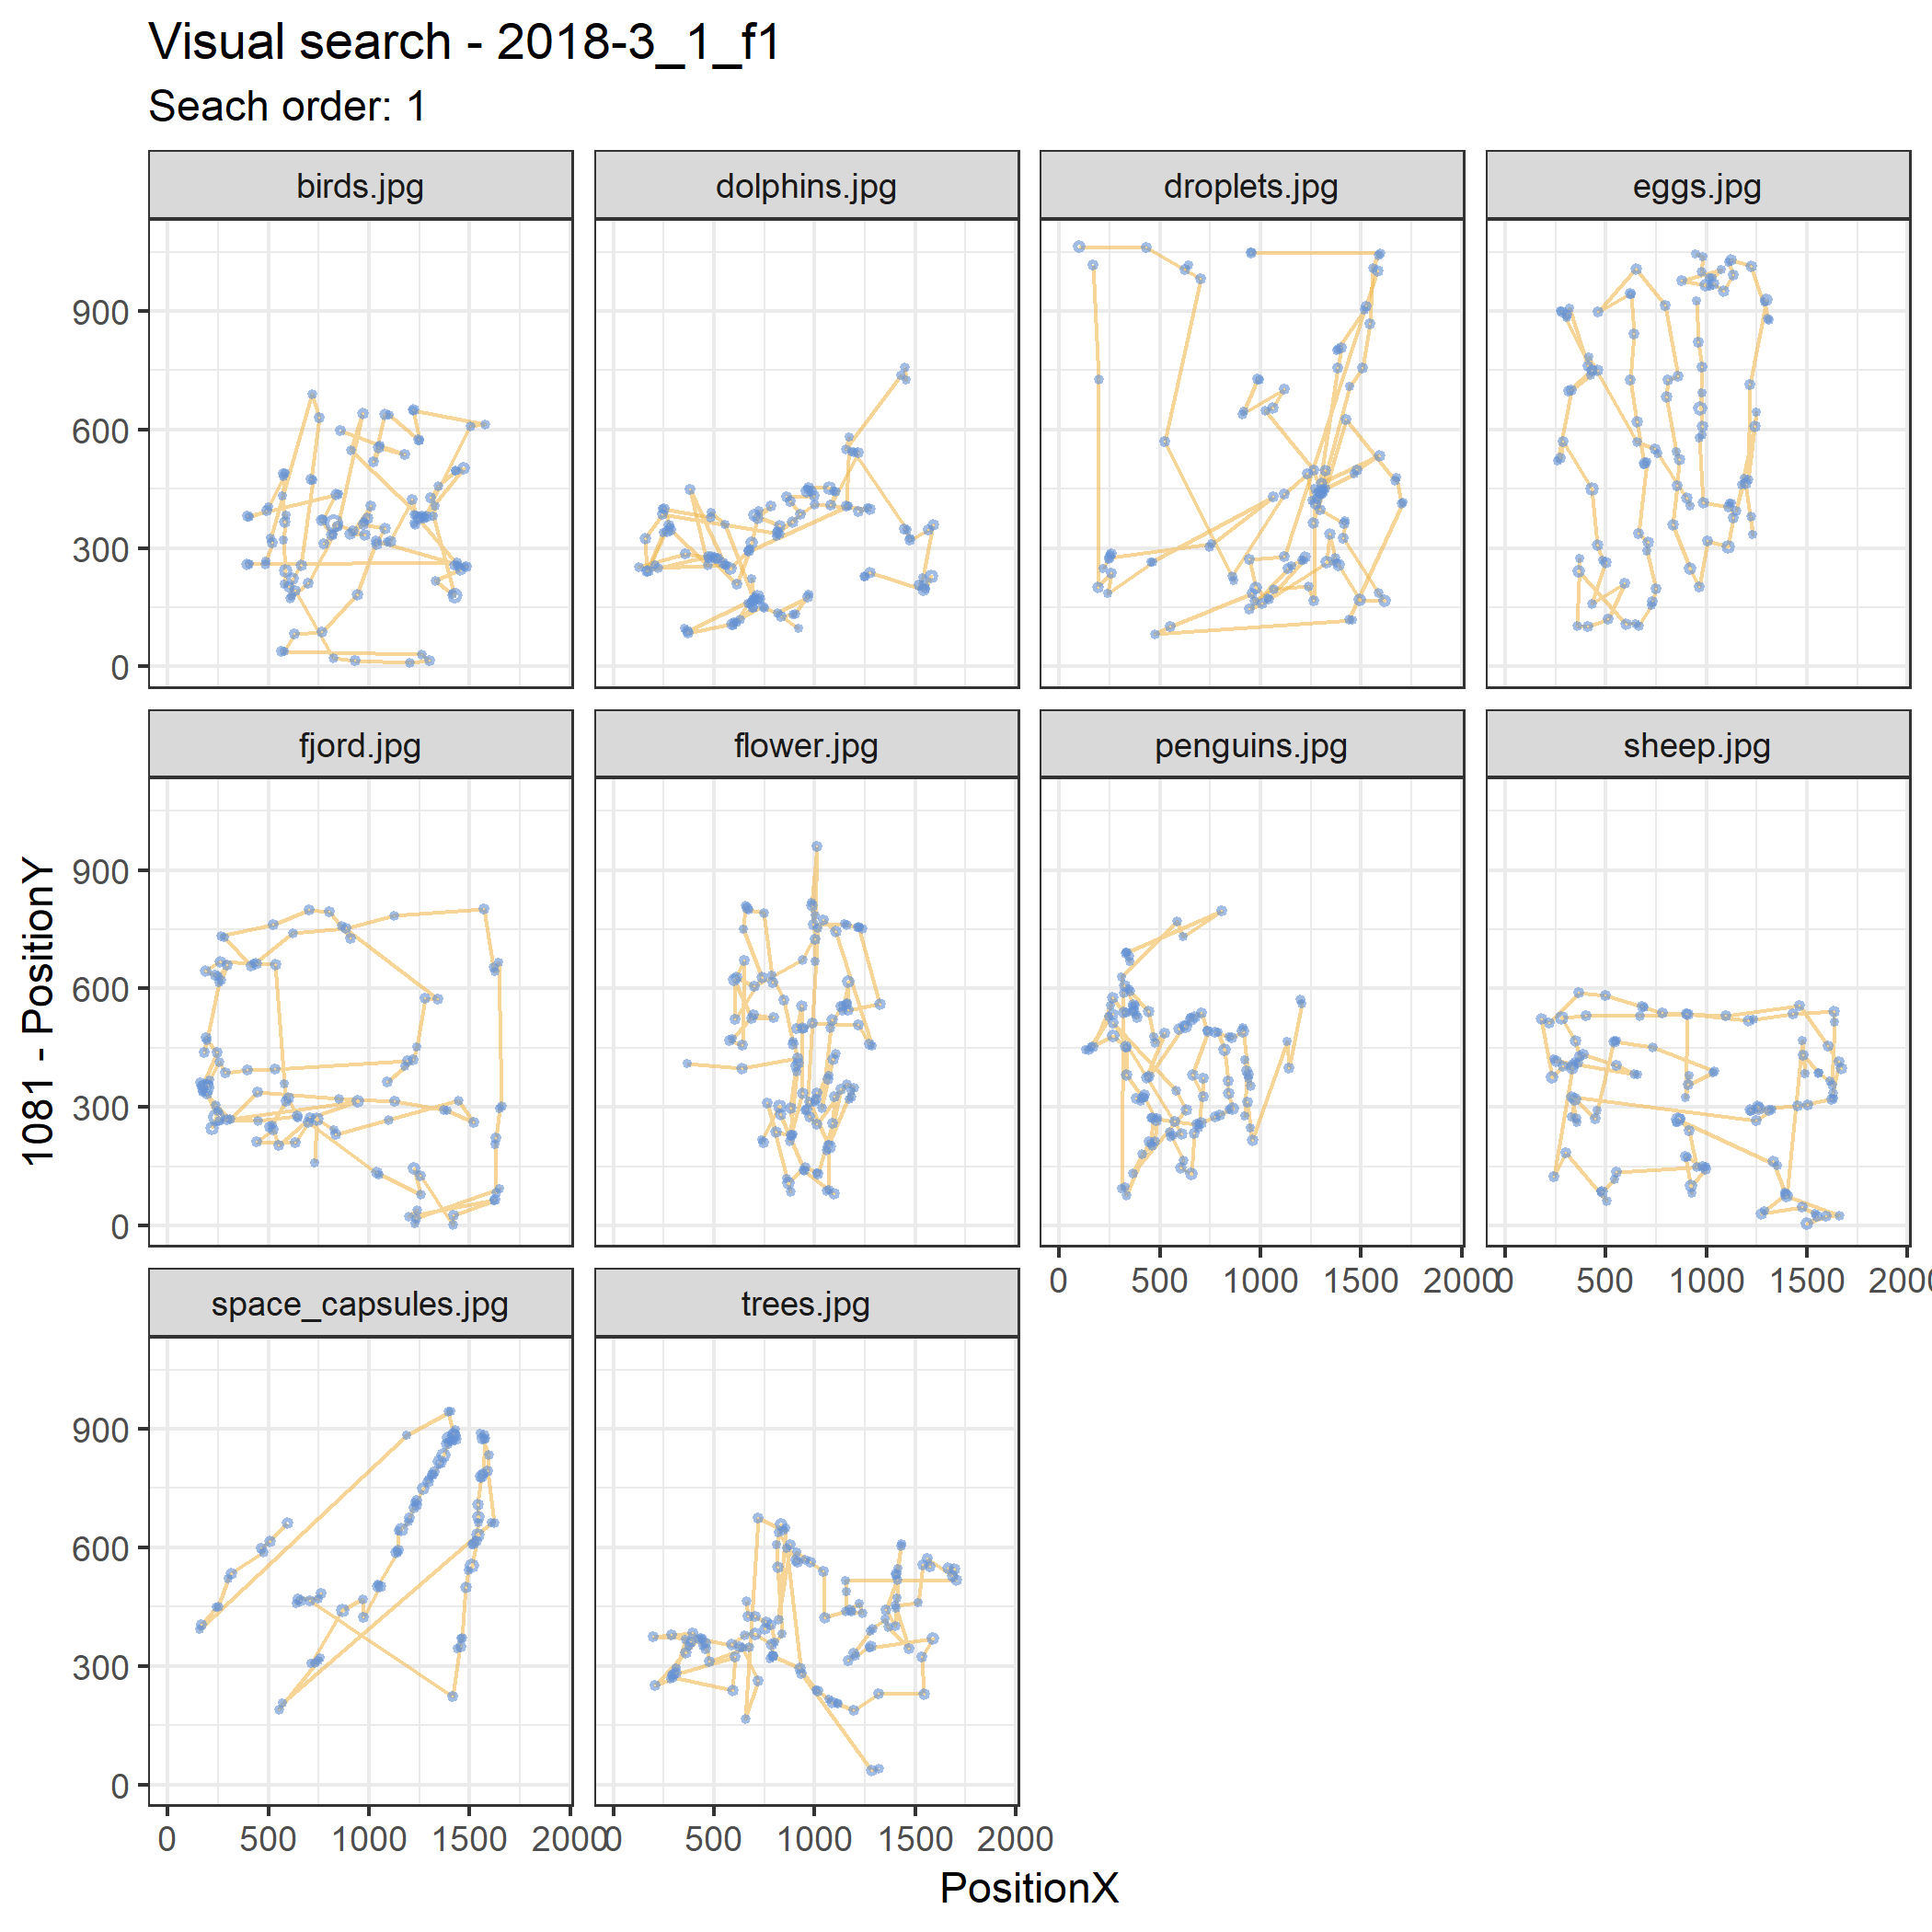 Visual search - 2018-3_1_f1
Seach order: 1
birds.jpg dolphins.jpg droplets.jpg eggs.jpg
900
600
300
0
fjord.jpg flower.jpg penguins.jpg sheep.jpg
900
600
300
0
0 500 1000 1500 2000 0 500 1000 1500 2000
space_capsules.jpg trees.jpg
900
600
300
0
0 500 1000 1500 2000 0 500 1000 1500 2000
PositionX
1081 - PositionY